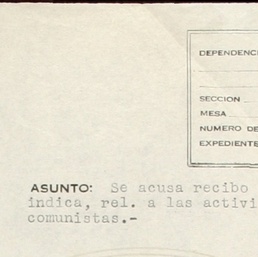 DEPENDENCI
SECCION
MESA
NUMERO DE
EXPEDIENTE
ASUNTO: Se acusa recibo
indica, rel. a las activi
comunistas.-